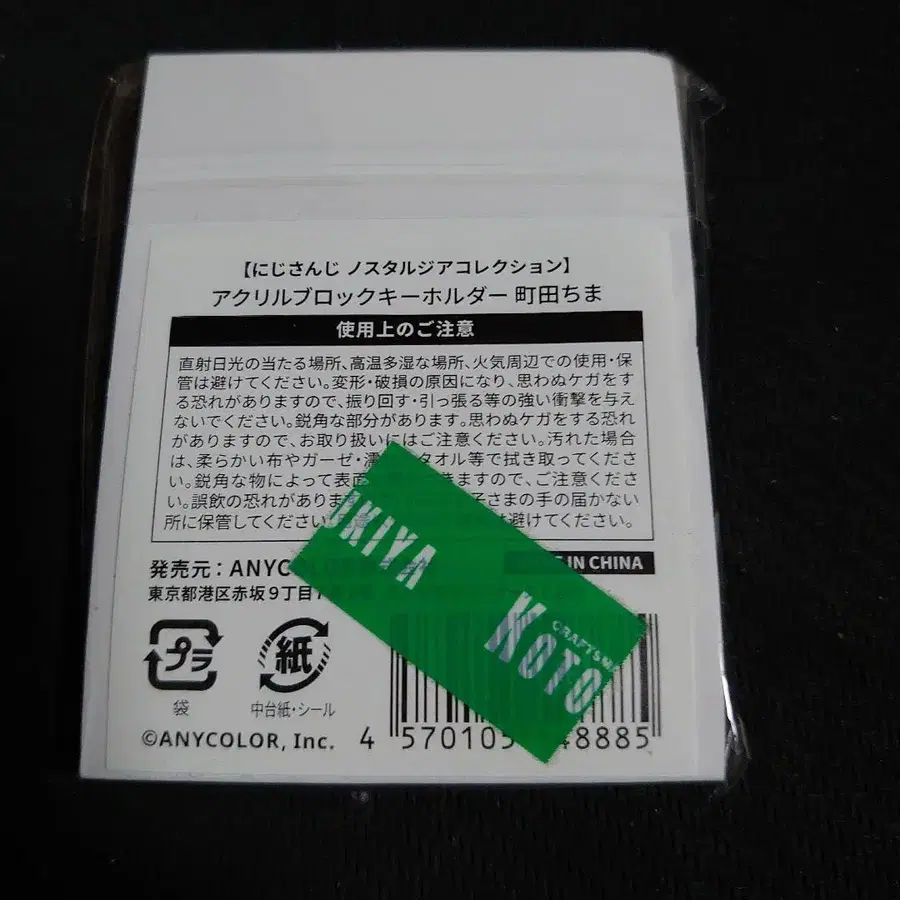 【にじさんじ ノスタルジアコレクション】
アクリルブロックキーホルダー 町田ちま
使用上のご注意
直射日光の当たる場所、高温多湿な場所、火気周辺での使用・保
管は避けてください。変形・破損の原因になり、思わぬケガをす
る恐れがありますので、振り回す・引っ張る等の強い衝撃を与え
ないでください。鋭角な部分があります。思わぬケガをする恐れ
がありますので、お取り扱いにはご注意ください。汚れた場合
は、柔らかい布やガーゼ・濡 タオル等で拭き取ってくださ
い。鋭角な物によって表面 きますので、ご注意くださ
い。誤飲の恐れがありま 子さまの手の届かない
所に保管してください は避けてください。
発売元：ANYCOLOR
IN CHINA
東京都港区赤坂9丁目
プラ
袋
紙
中台紙・シール
©ANYCOLOR, Inc.
4 570105 8885
UKIYA
CRAFTSMA
KOTO